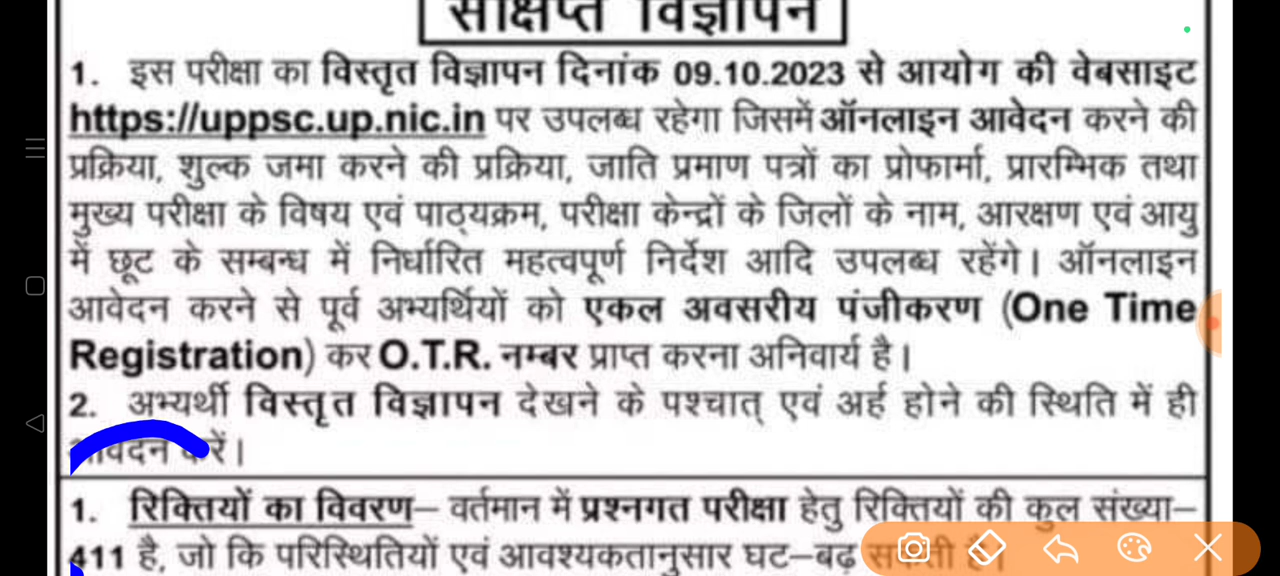 संक्षिप्त विज्ञापन
1. इस परीक्षा का विस्तृत विज्ञापन दिनांक 09.10.2023 से आयोग की वेबसाइट
https://uppsc.up.nic.in पर उपलब्ध रहेगा जिसमें ऑनलाइन आवेदन करने की
प्रक्रिया, शुल्क जमा करने की प्रक्रिया, जाति प्रमाण पत्रों का प्रोफार्मा, प्रारम्भिक तथा
मुख्य परीक्षा के विषय एवं पाठ्यक्रम, परीक्षा केन्द्रों के जिलों के नाम, आरक्षण एवं आयु
में छूट के सम्बन्ध में निर्धारित महत्वपूर्ण निर्देश आदि उपलब्ध रहेंगे। ऑनलाइन
आवेदन करने से पूर्व अभ्यर्थियों को एकल अवसरीय पंजीकरण (One Time
Registration) कर O.T.R. नम्बर प्राप्त करना अनिवार्य है।
2. अभ्यर्थी विस्तृत विज्ञापन देखने के पश्चात् एवं अर्ह होने की स्थिति में ही
आवेदन करें।
1. रिक्तियों का विवरण– वर्तमान में प्रश्नगत परीक्षा हेतु रिक्तियों की कुल संख्या–
411 है, जो कि परिस्थितियों एवं आवश्यकतानुसार घट–बढ़ सकती है।